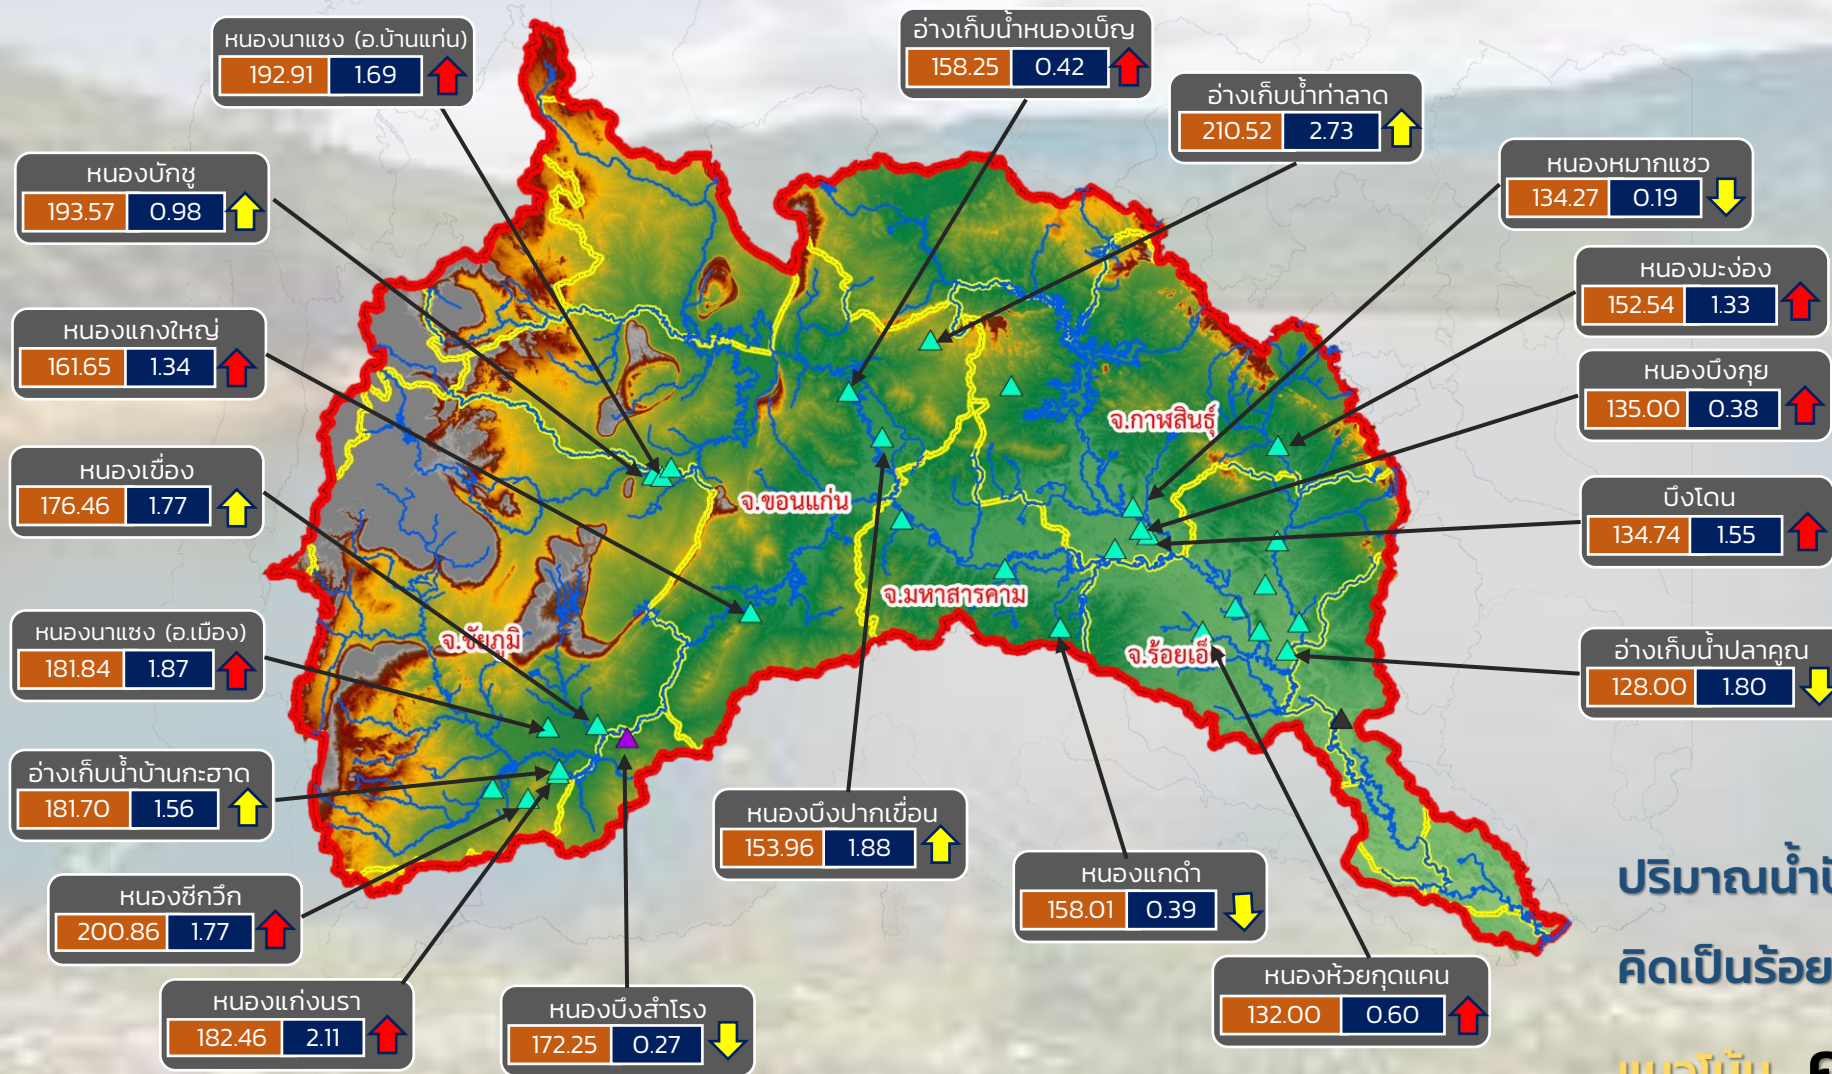 หนองนาแซง (อ.บ้านแท่น)
192.91 1.69
อ่างเก็บน้ำหนองเบ็ญ
158.25 0.42
อ่างเก็บน้ำท่าลาด
210.52 2.73
หนองหมากแซว
134.27 0.19
หนองบักซู
193.57 0.98
หนองมะง่อง
152.54 1.33
หนองแกงใหญ่
161.65 1.34
หนองบึงกุย
135.00 0.38
จ.กาฬสินธุ์
หนองเขื่อง
176.46 1.77
จ.ขอนแก่น
บึงโดน
134.74 1.55
จ.มหาสารคาม
หนองนาแซง (อ.เมือง)
181.84 1.87
จ.ชัยภูมิ
จ.ร้อยเอ็
อ่างเก็บน้ำปลาคูณ
128.00 1.80
อ่างเก็บน้ำบ้านกะฮาด
181.70 1.56
หนองบึงปากเขื่อน
153.96 1.88
หนองแกดำ
158.01 0.39
หนองซีกวึก
200.86 1.77
หนองห้วยกุดแคน
132.00 0.60
หนองแก่งนรา
182.46 2.11
หนองบึงสำโรง
172.25 0.27
ปริมาณน้ำ
คิดเป็นร้อย
แนวโน้ม